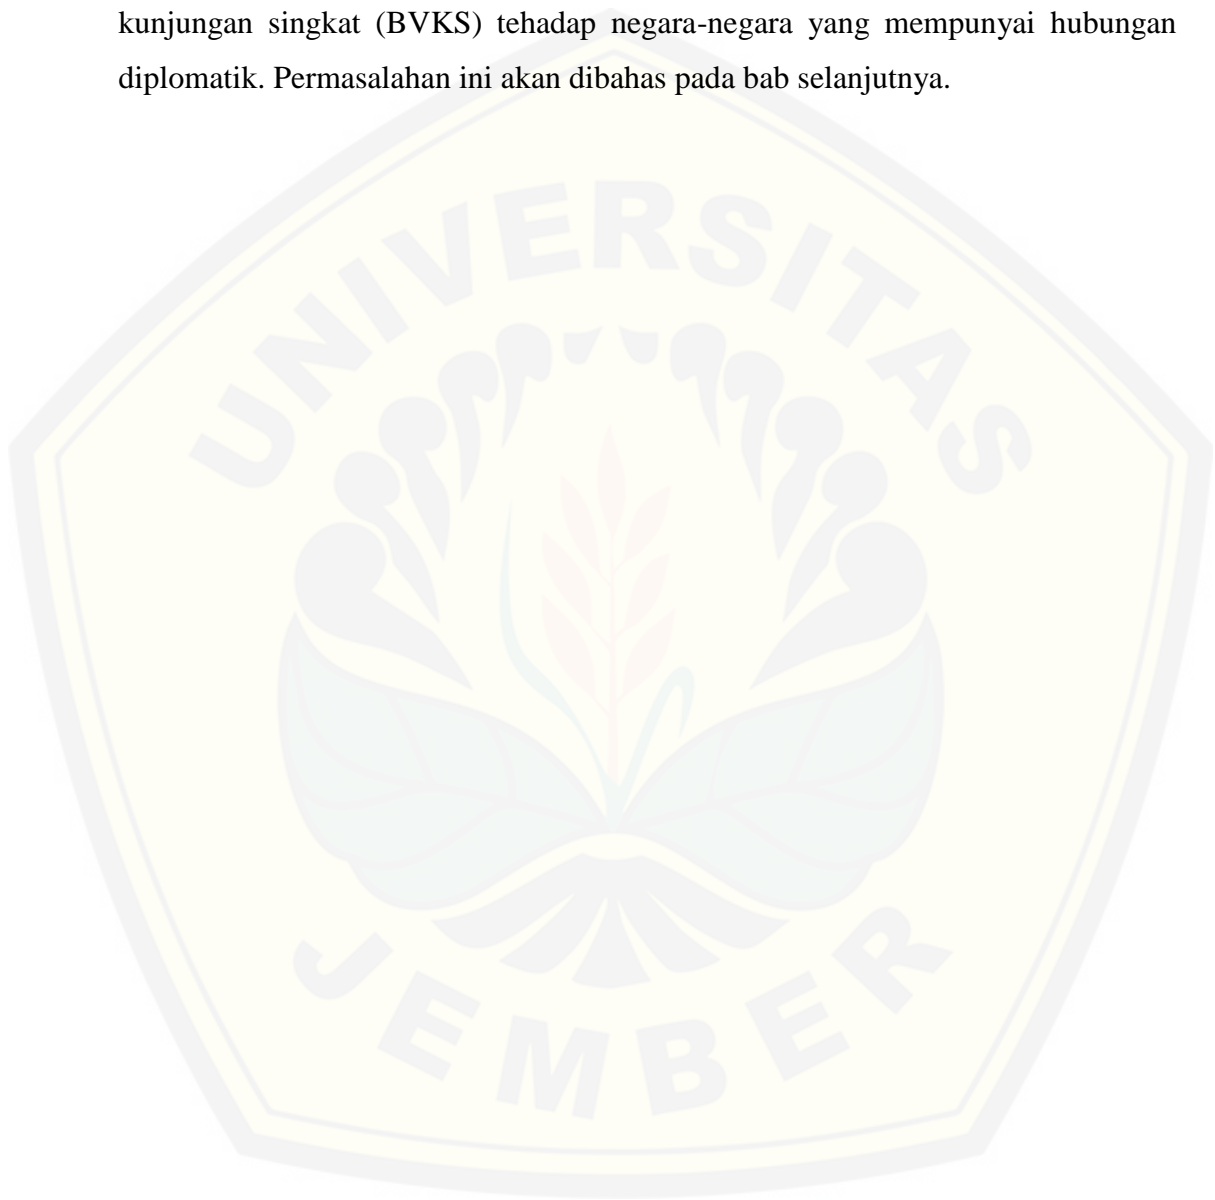 kunjungan singkat (BVKS) tehadap negara-negara yang mempunyai hubungan
diplomatik. Permasalahan ini akan dibahas pada bab selanjutnya.
UNIVERSITAS
JEMBER